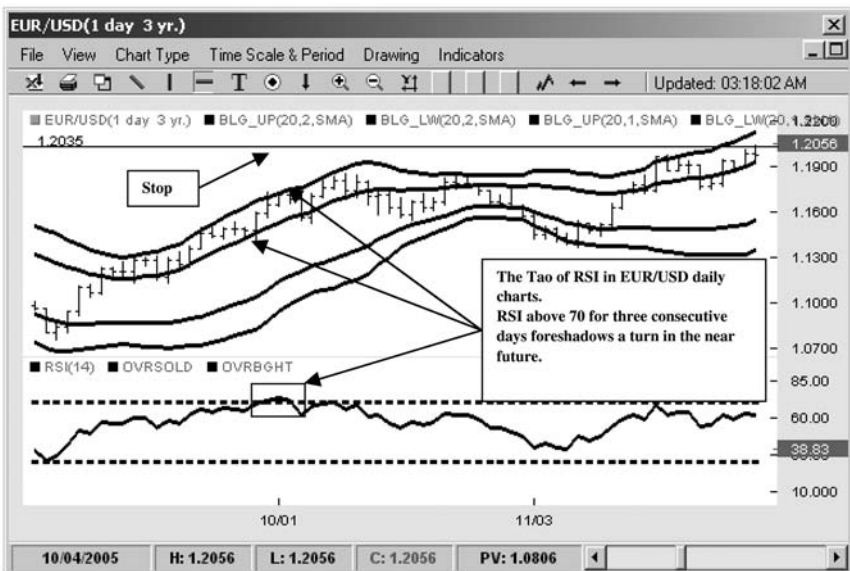 EUR/USD(1 day 3 yr.)
File View Chart Type Time Scale & Period Drawing Indicators
T Updated: 03:18:02 AM
EUR/USD(1 day 3 yr.) BLG_UP(20,2,SMA) BLG_LW(20,2,SMA) BLG_UP(20,1,SMA)
1.2035
1.2056
1.1900
Stop
1.1600
1.1300
The Tao of RSI in EUR/USD daily
charts.
RSI above 70 for three consecutive
days foreshadows a turn in the near
future.
1.1000
1.0700
RSI(14) OVRSOLD OVRBGHT
85.00
60.00
38.83
10.000
10/01 11/03
10/04/2005 H: 1.2056 L: 1.2056 C: 1.2056 PV: 1.0806